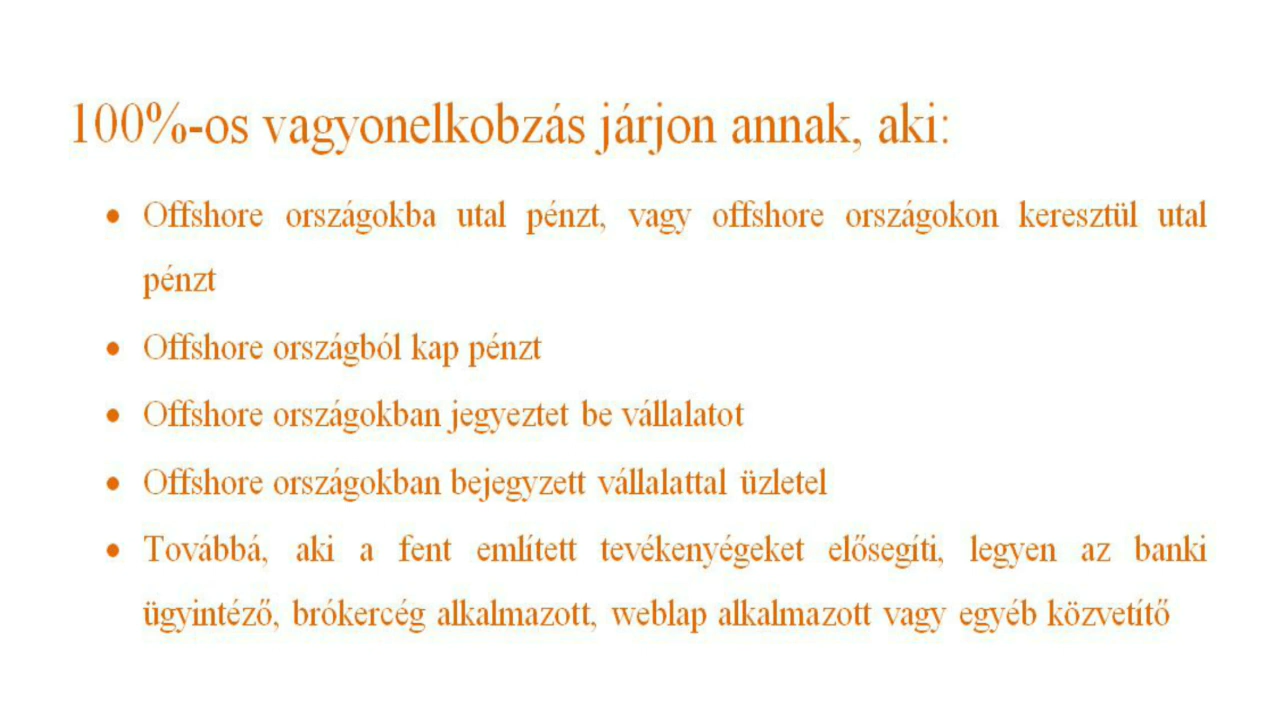 100%-os vagyonelkobzás járjon annak, aki:
• Offshore országokba utal pénzt, vagy offshore országokon keresztül utal
pénzt
• Offshore országból kap pénzt
• Offshore országokban jegyeztet be vállalatot
• Offshore országokban bejegyzett vállalattal üzletel
• Továbbá, aki a fent említett tevékenyégeket elősegíti, legyen az banki
ügyintéző, brókercég alkalmazott, weblap alkalmazott vagy egyéb közvetítő